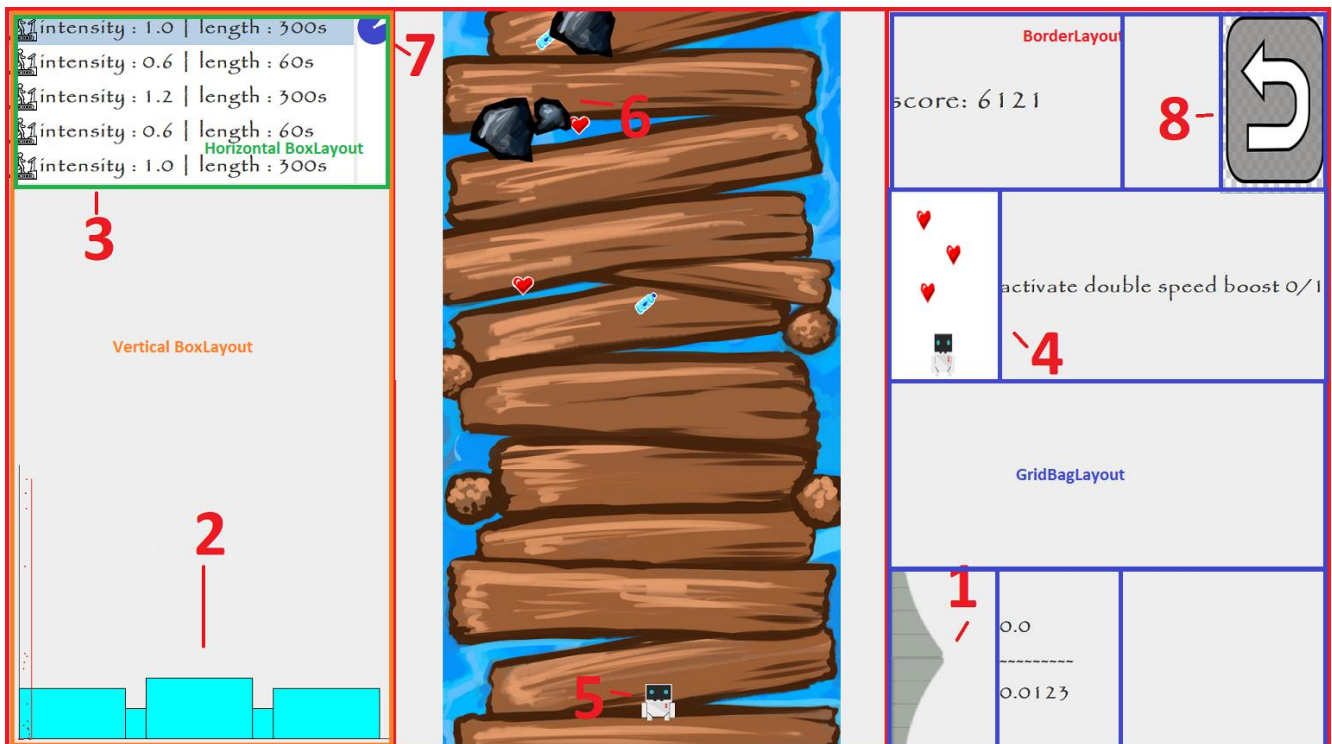 intensity : 1.0 | length : 300s
intensity : 0.6 | length : 60s
intensity : 1.2 | length : 300s
intensity : 0.6 | length : 60s
Horizontal BoxLayout
intensity : 1.0 | length : 300s
3
7
Vertical BoxLayout
2
6
5
BorderLayout
score: 6121
8
activate double speed boost 0/1
4
GridBagLayout
1
0.0
---------
0.0123